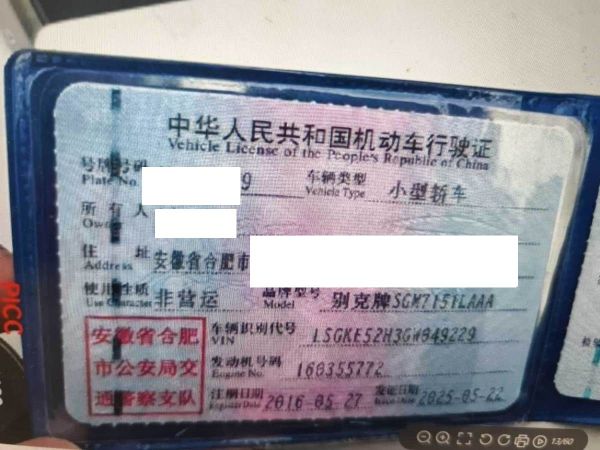 中华人民共和国机动车行驶证
Vehicle License of the People's Republic of China
号牌号码
Plate No.
9
车辆类型
Vehicle Type
小型轿车
所有人
Owner
住 址
Address
安徽省合肥市
使用性质
Use Character
非营运
品牌型号
Model
别克牌SGM7151LAAA
安徽省合肥
市公安局交
通警察支队
车辆识别代号
VIN
LSGKE52H3GW849229
发动机号码
Engine No.
160355772
注册日期
Register Date
2016-05-27
发证日期
Issue Date
2025-05-22
PICC
13/60